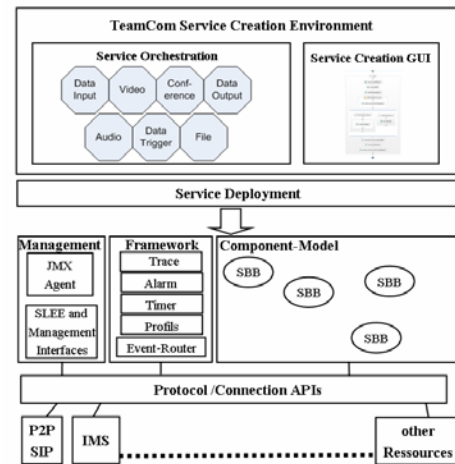 TeamCom Service Creation Environment
Service Orchestration
Data
Input
Video
Conf-
erence
Data
Output
Audio
Data
Trigger
File
Service Creation GUI
Service Deployment
Management
JMX
Agent
SLEE and
Management
Interfaces
Framework
Trace
Alarm
Timer
Profils
Event-Router
Component-Model
SBB
SBB
SBB
SBB
Protocol /Connection APIs
P2P
SIP
IMS
other
Ressources